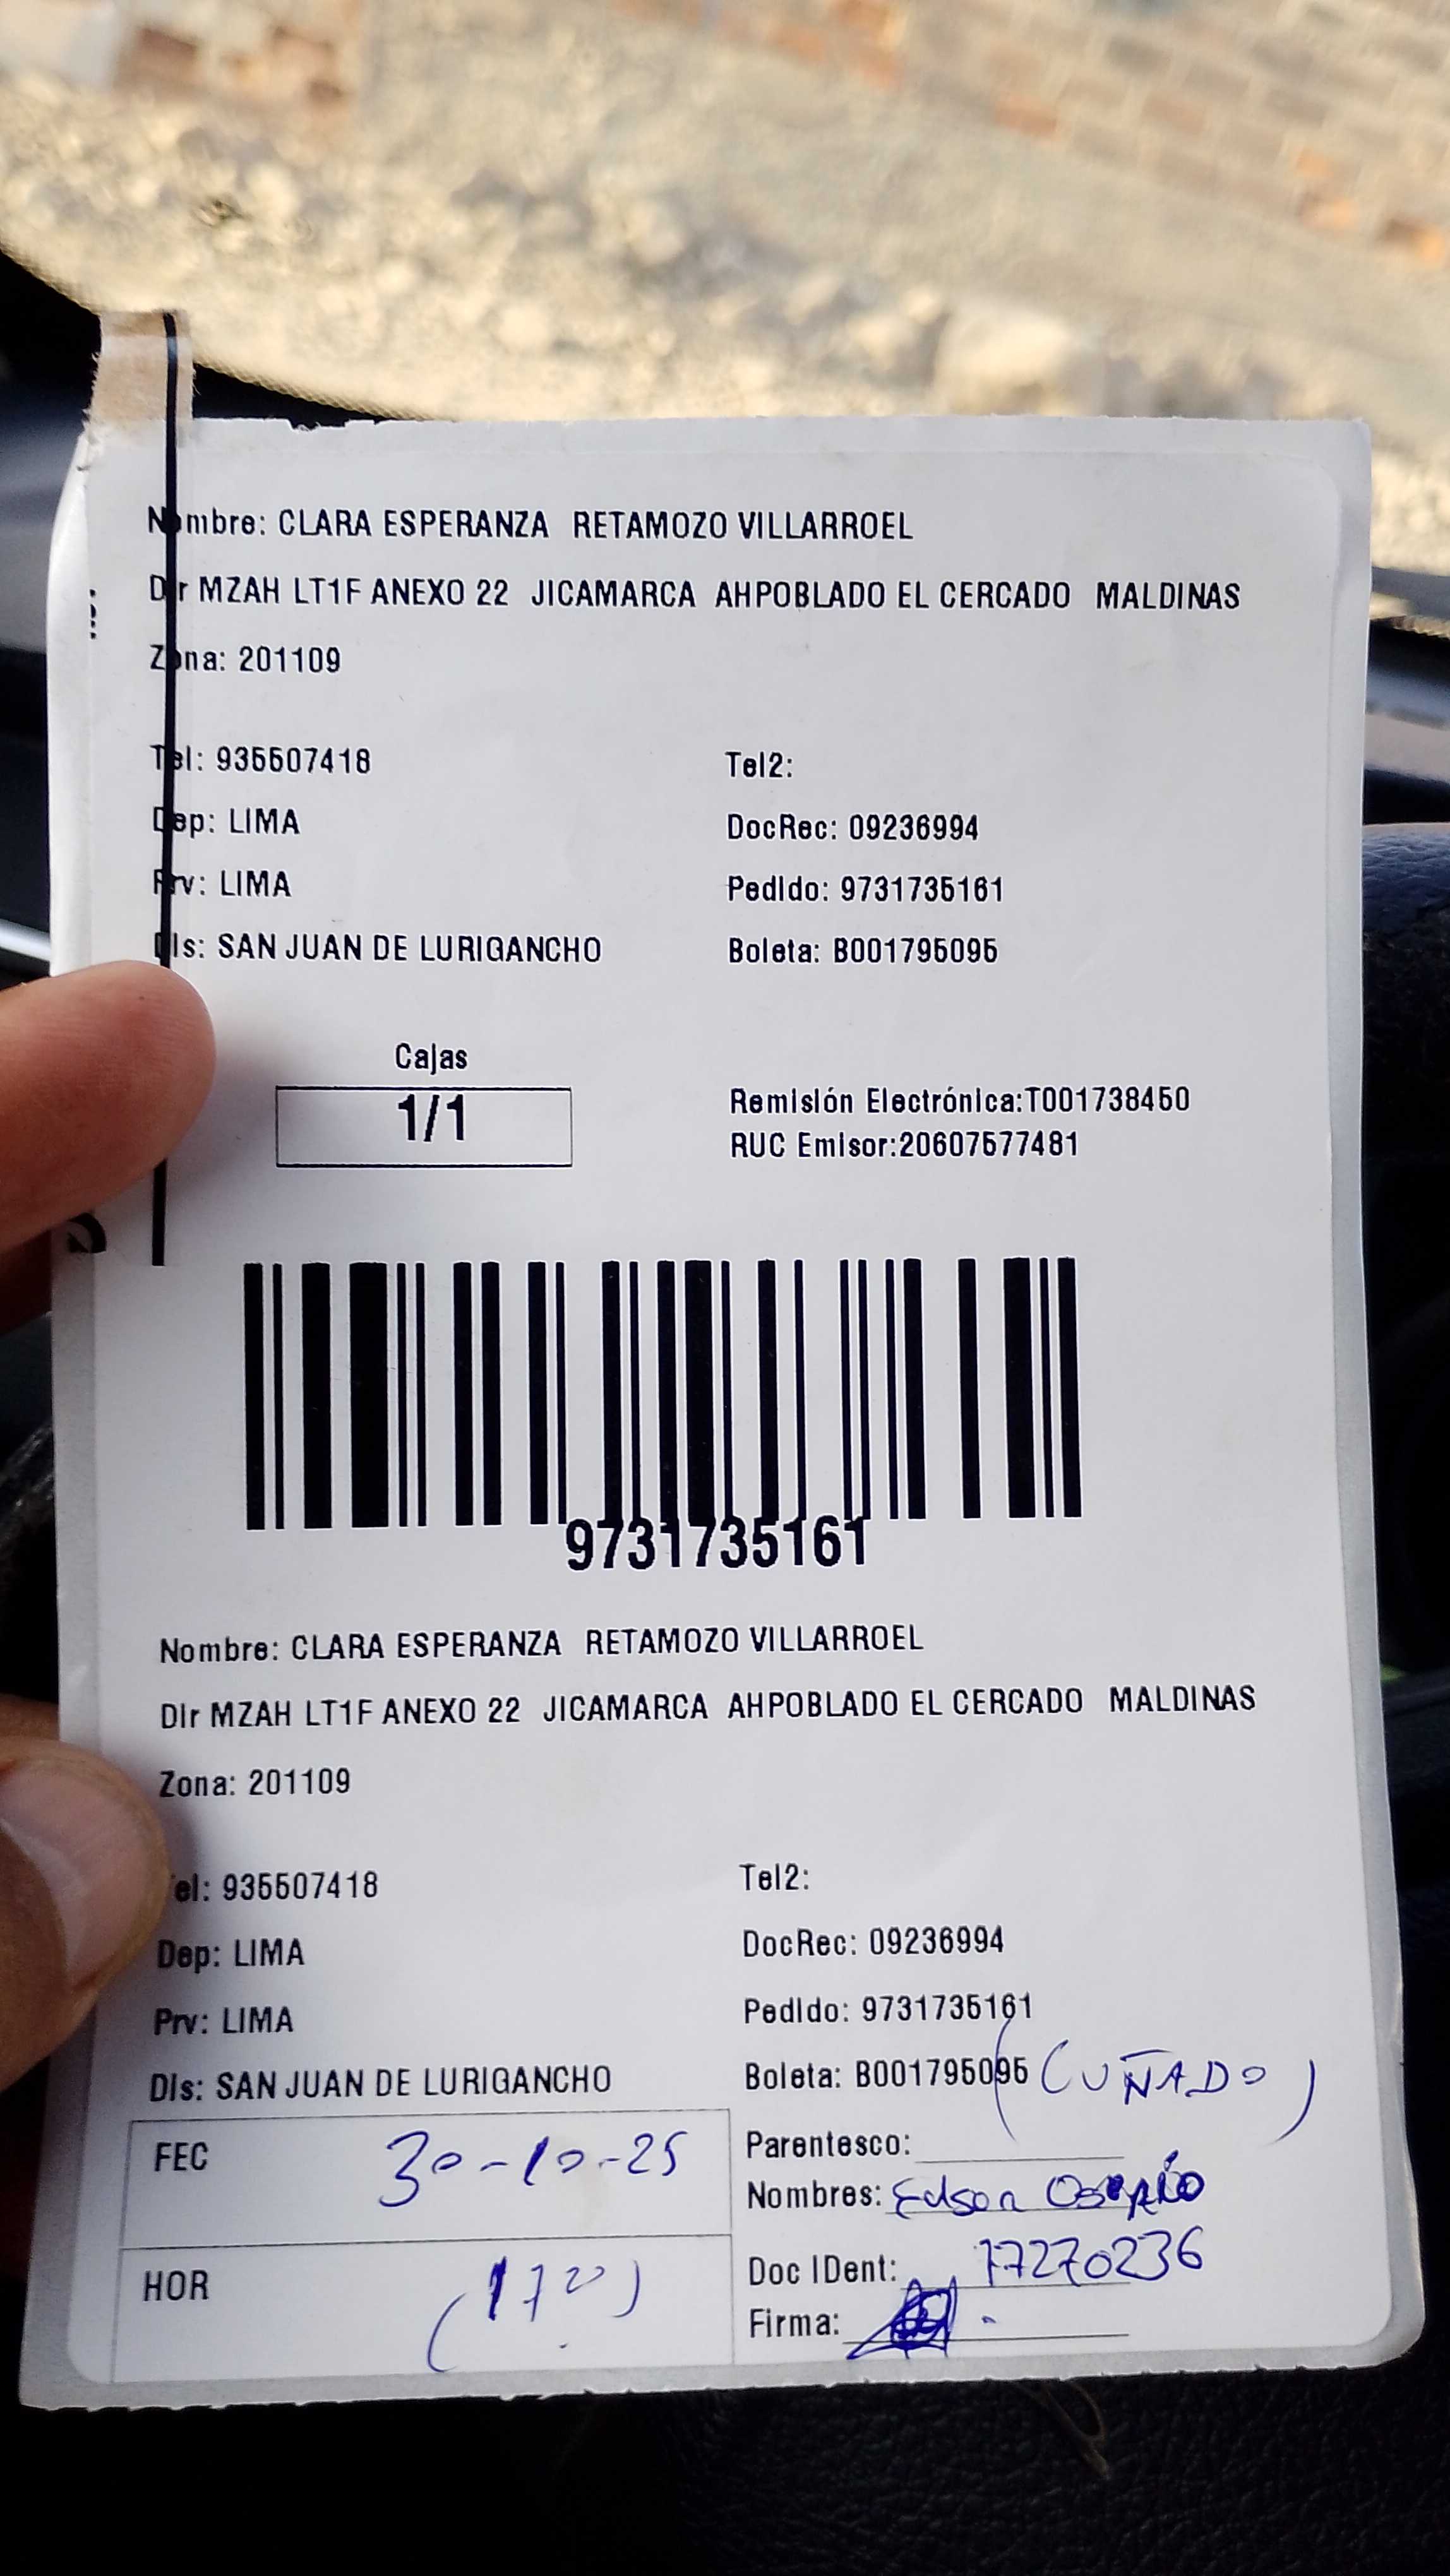 Nombre: CLARA ESPERANZA RETAMOZO VILLARROEL
Dir MZAH LT1F ANEXO 22 JICAMARCA AHPOBLADO EL CERCADO MALDINAS
Zona: 201109
Tel: 935507418 Tel2:
Dep: LIMA DocRec: 09236994
Prv: LIMA Pedido: 9731735161
Dis: SAN JUAN DE LURIGANCHO Boleta: B001795095
Cajas
1/1
Remisión Electrónica:T001738450
RUC Emisor:20607577481
9731735161
Nombre: CLARA ESPERANZA RETAMOZO VILLARROEL
Dir MZAH LT1F ANEXO 22 JICAMARCA AHPOBLADO EL CERCADO MALDINAS
Zona: 201109
Tel: 935507418 Tel2:
Dep: LIMA DocRec: 09236994
Prv: LIMA Pedido: 9731735161
Dis: SAN JUAN DE LURIGANCHO Boleta: B001795095 (CUÑADO)
FEC 30-10-25 Parentesco:
Nombres: Edson
HOR Doc IDent: 77270236
Firma: